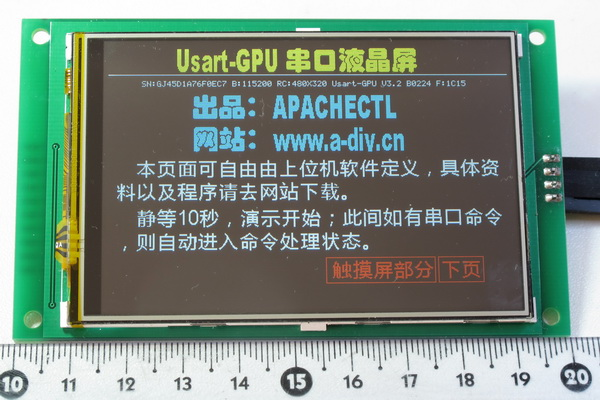 Usart-GPU 串口液晶屏
SN:GJ45D1A76F0EC7 B:115200 RC:480X320 Usart-GPU V3.2 B0224 F:1C15
出品： APACHECTL
网站： www.a-div.cn
本页面可自由由上位机软件定义，具体资
料以及程序请去网站下载。
静等10秒，演示开始；此间如有串口命令
，则自动进入命令处理状态。
触摸屏部分 下页
10 11 12 13 14 15 16 17 18 19 20